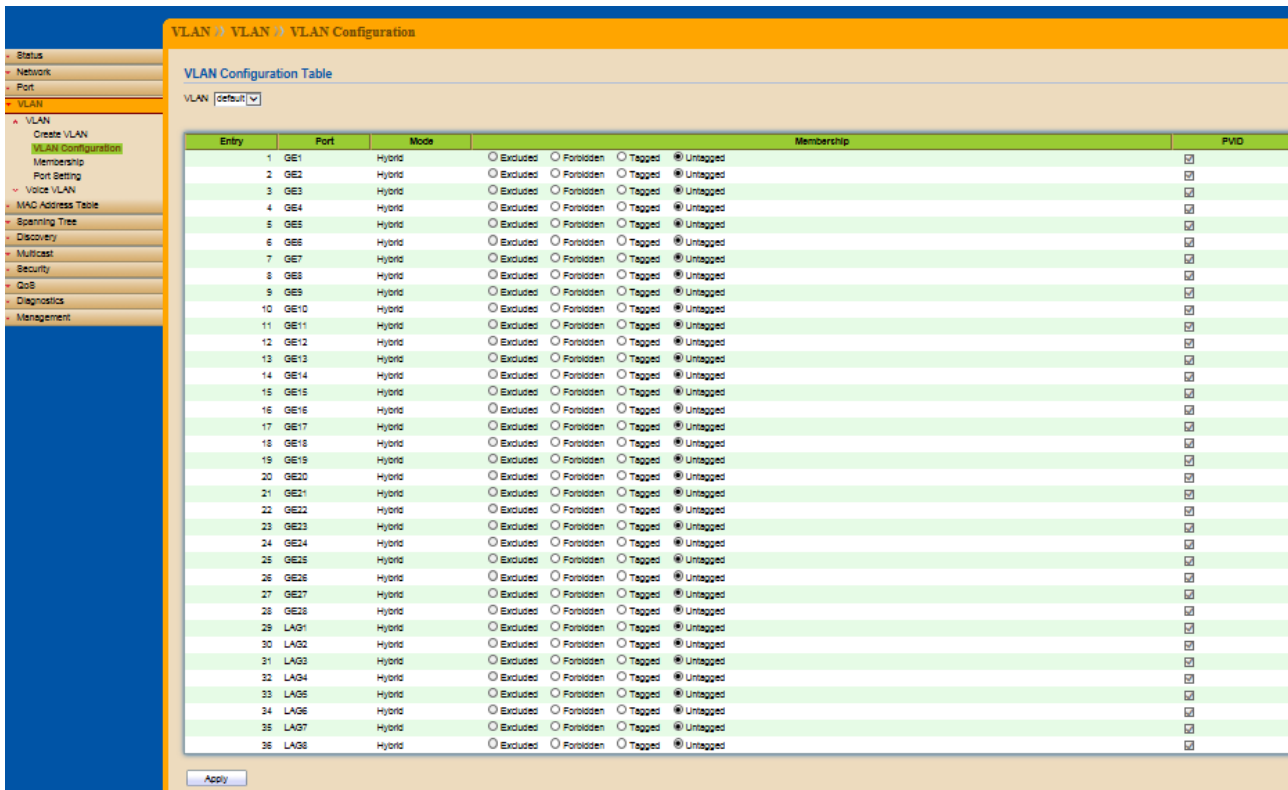 VLAN VLAN VLAN Configuration
Status
Network
Port
VLAN
VLAN
Create VLAN
VLAN Configuration
Membership
Port Setting
Voice VLAN
MAC Address Table
Spanning Tree
Discovery
Multicast
Security
QoS
Diagnostics
Management
VLAN Configuration Table
VLAN default
Entry Port Mode Membership PVID
1 GE1 Hybrid Excluded Forbidden Tagged Untagged
2 GE2 Hybrid Excluded Forbidden Tagged Untagged
3 GE3 Hybrid Excluded Forbidden Tagged Untagged
4 GE4 Hybrid Excluded Forbidden Tagged Untagged
5 GE5 Hybrid Excluded Forbidden Tagged Untagged
6 GE6 Hybrid Excluded Forbidden Tagged Untagged
7 GE7 Hybrid Excluded Forbidden Tagged Untagged
8 GE8 Hybrid Excluded Forbidden Tagged Untagged
9 GE9 Hybrid Excluded Forbidden Tagged Untagged
10 GE10 Hybrid Excluded Forbidden Tagged Untagged
11 GE11 Hybrid Excluded Forbidden Tagged Untagged
12 GE12 Hybrid Excluded Forbidden Tagged Untagged
13 GE13 Hybrid Excluded Forbidden Tagged Untagged
14 GE14 Hybrid Excluded Forbidden Tagged Untagged
15 GE15 Hybrid Excluded Forbidden Tagged Untagged
16 GE16 Hybrid Excluded Forbidden Tagged Untagged
17 GE17 Hybrid Excluded Forbidden Tagged Untagged
18 GE18 Hybrid Excluded Forbidden Tagged Untagged
19 GE19 Hybrid Excluded Forbidden Tagged Untagged
20 GE20 Hybrid Excluded Forbidden Tagged Untagged
21 GE21 Hybrid Excluded Forbidden Tagged Untagged
22 GE22 Hybrid Excluded Forbidden Tagged Untagged
23 GE23 Hybrid Excluded Forbidden Tagged Untagged
24 GE24 Hybrid Excluded Forbidden Tagged Untagged
25 GE25 Hybrid Excluded Forbidden Tagged Untagged
26 GE26 Hybrid Excluded Forbidden Tagged Untagged
27 GE27 Hybrid Excluded Forbidden Tagged Untagged
28 GE28 Hybrid Excluded Forbidden Tagged Untagged
29 LAG1 Hybrid Excluded Forbidden Tagged Untagged
30 LAG2 Hybrid Excluded Forbidden Tagged Untagged
31 LAG3 Hybrid Excluded Forbidden Tagged Untagged
32 LAG4 Hybrid Excluded Forbidden Tagged Untagged
33 LAG5 Hybrid Excluded Forbidden Tagged Untagged
34 LAG6 Hybrid Excluded Forbidden Tagged Untagged
35 LAG7 Hybrid Excluded Forbidden Tagged Untagged
36 LAG8 Hybrid Excluded Forbidden Tagged Untagged
Apply